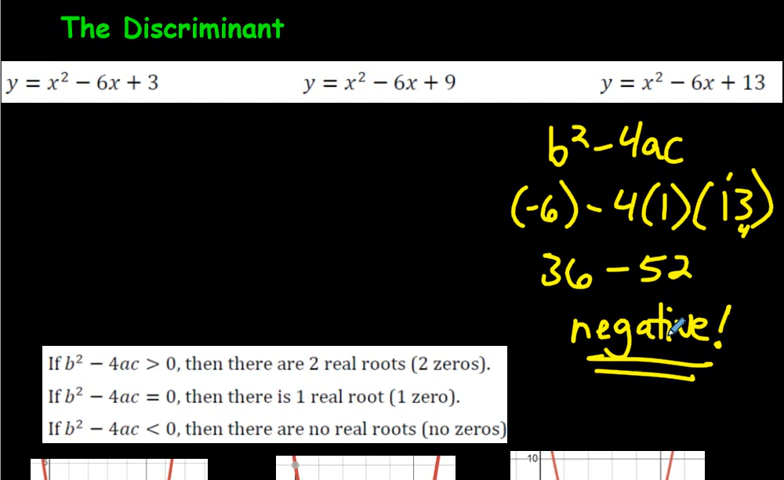 The Discriminant
y = x² − 6x + 3
y = x² − 6x + 9
y = x² − 6x + 13
b² − 4ac
(-6) − 4(1)(13)
36 − 52
negative!
If b² − 4ac > 0, then there are 2 real roots (2 zeros).
If b² − 4ac = 0, then there is 1 real root (1 zero).
If b² − 4ac < 0, then there are no real roots (no zeros)
10